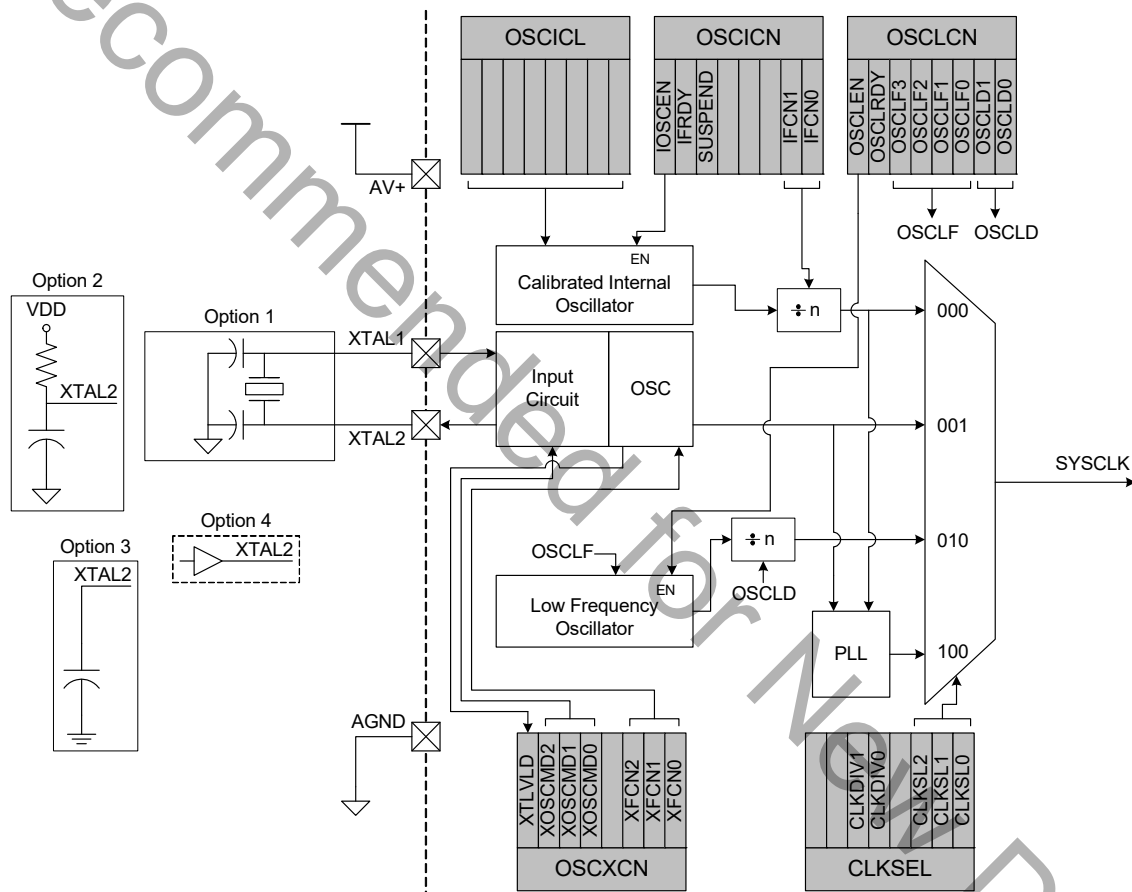 OSCICL
OSCICN
OSCLCN
IOSCEN
IFRDY
SUSPEND
IFCN1
IFCN0
OSCLEN
OSCLRDY
OSCLF3
OSCLF2
OSCLF1
OSCLF0
OSCLD1
OSCLD0
AV+
OSCLF
OSCLD
EN
Calibrated Internal
Oscillator
÷ n
000
Option 2
VDD
XTAL2
Option 1
XTAL1
XTAL2
Input
Circuit
OSC
001
SYSCLK
Option 4
XTAL2
Option 3
XTAL2
OSCLF
EN
Low Frequency
Oscillator
÷ n
OSCLD
010
PLL
100
AGND
XTLVLD
XOSCMD2
XOSCMD1
XOSCMD0
XFCN2
XFCN1
XFCN0
OSCXCN
CLKDIV1
CLKDIV0
CLKSL2
CLKSL1
CLKSL0
CLKSEL
ecommended for New D